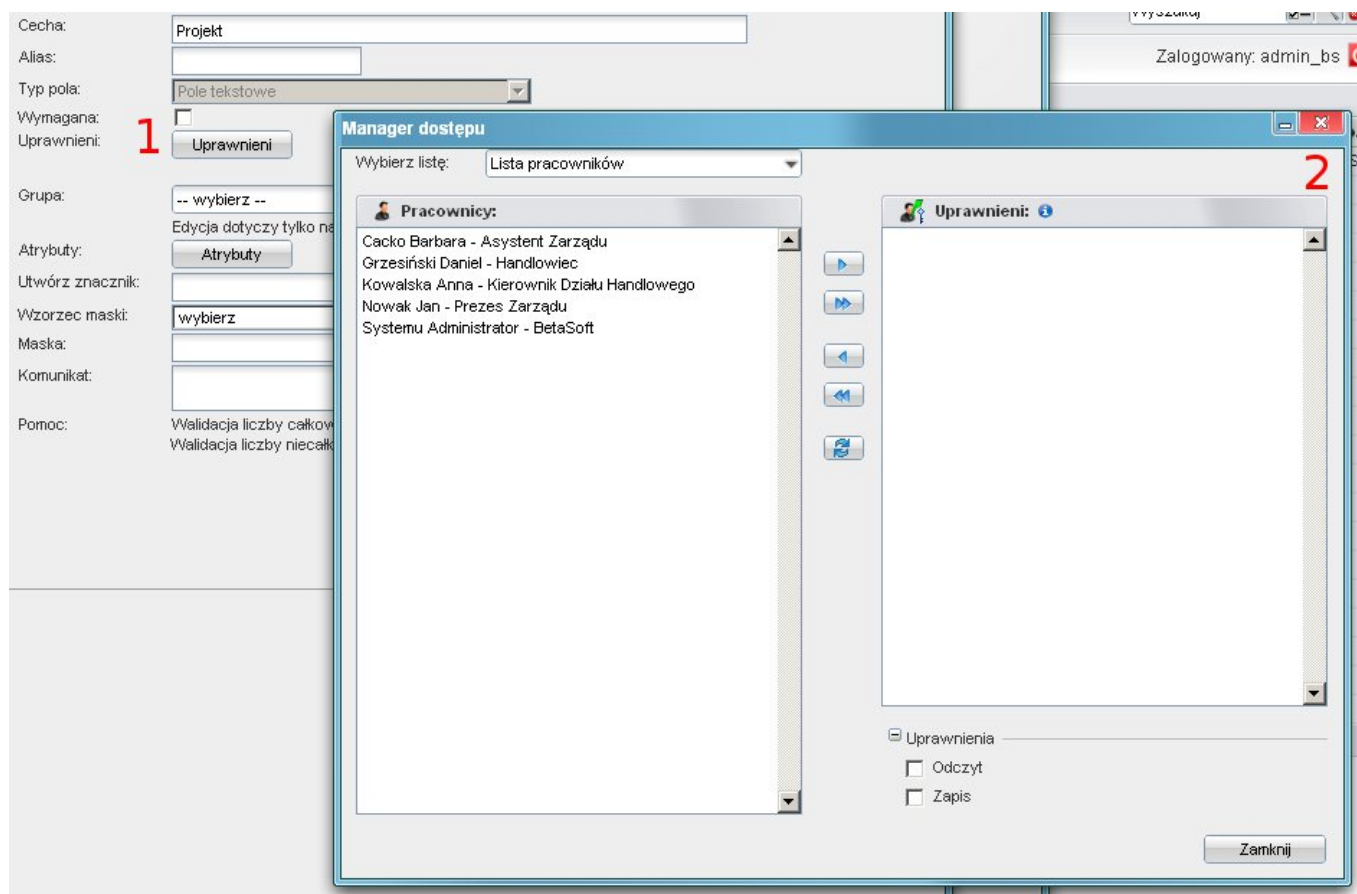 Cecha:
Projekt
Alias:
Typ pola:
Pole tekstowe
Wymagana:
Uprawnieni:
1
Uprawnieni
Grupa:
-- wybierz --
Edycja dotyczy tylko
Atrybuty:
Atrybuty
Utwórz znacznik:
Wzorzec maski:
wybierz
Maska:
Komunikat:
Pomoc:
Walidacja liczby
Walidacja liczby
Wyszukaj
Zalogowany: admin_bs
Manager dostępu
2
Wybierz listę:
Lista pracowników
Pracownicy:
Cacko Barbara - Asystent Zarządu
Grzesiński Daniel - Handlowiec
Kowalska Anna - Kierownik Działu Handlowego
Nowak Jan - Prezes Zarządu
Systemu Administrator - BetaSoft
Uprawnieni:
Uprawnienia
Odczyt
Zapis
Zamknij